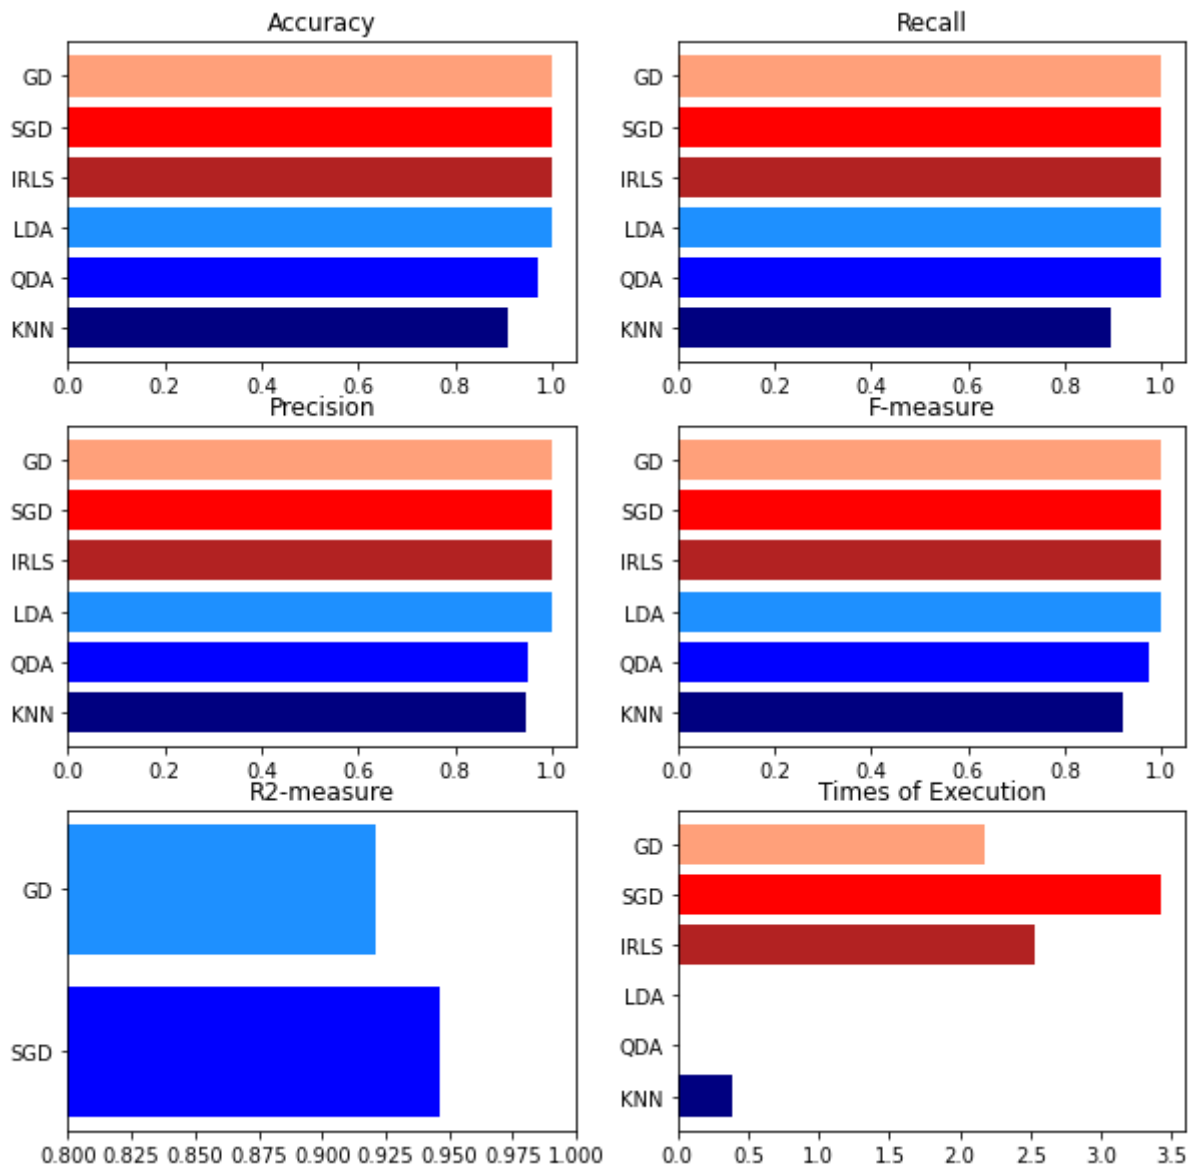 Accuracy
GD
SGD
IRLS
LDA
QDA
KNN
0.0 0.2 0.4 0.6 0.8 1.0
Recall
GD
SGD
IRLS
LDA
QDA
KNN
0.0 0.2 0.4 0.6 0.8 1.0
Precision
GD
SGD
IRLS
LDA
QDA
KNN
0.0 0.2 0.4 0.6 0.8 1.0
F-measure
GD
SGD
IRLS
LDA
QDA
KNN
0.0 0.2 0.4 0.6 0.8 1.0
R2-measure
GD
SGD
0.800 0.825 0.850 0.875 0.900 0.925 0.950 0.975 1.000
Times of Execution
GD
SGD
IRLS
LDA
QDA
KNN
0.0 0.5 1.0 1.5 2.0 2.5 3.0 3.5